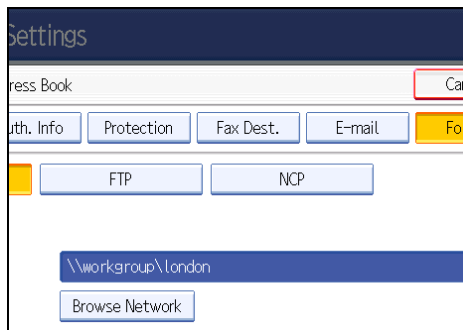 Settings
ress Book
Ca
uth. Info Protection Fax Dest. E-mail Fo
FTP NCP
\\workgroup\london
Browse Network